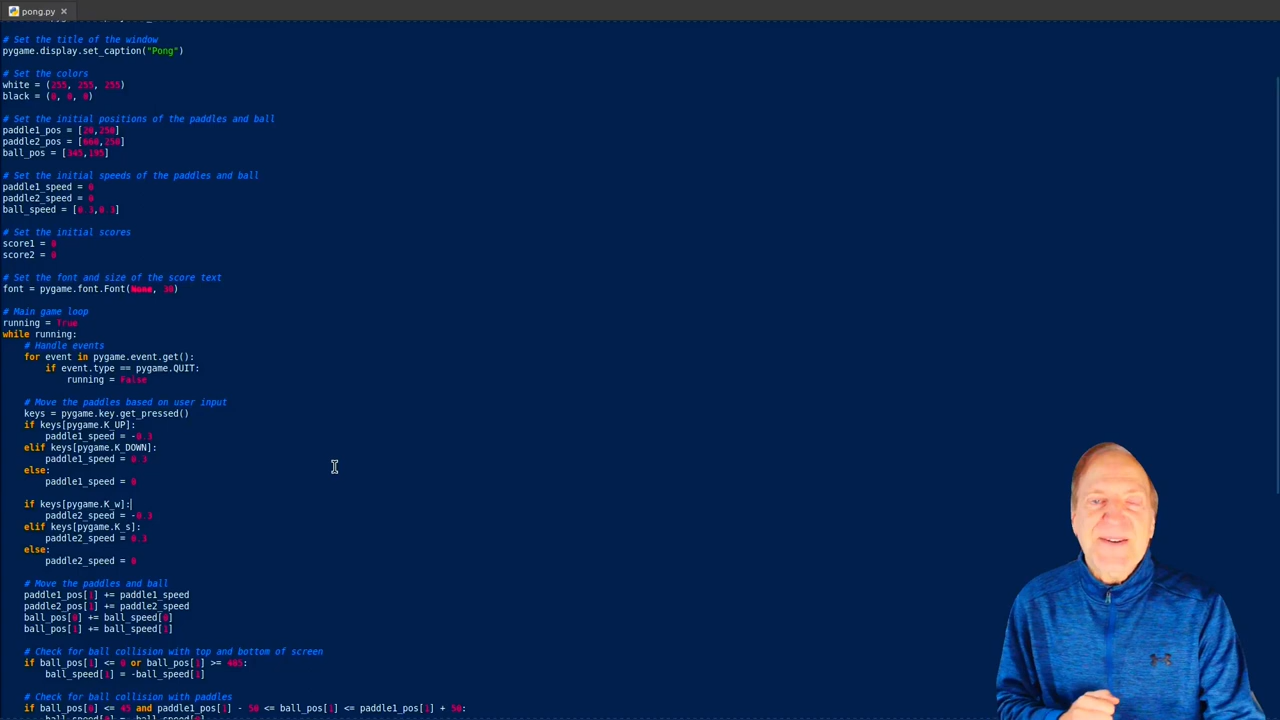 pong.py
# Set the title of the window
pygame.display.set_caption("Pong")
# Set the colors
white = (255, 255, 255)
black = (0, 0, 0)
# Set the initial positions of the paddles and ball
paddle1_pos = [20,250]
paddle2_pos = [660,250]
ball_pos = [345,195]
# Set the initial speeds of the paddles and ball
paddle1_speed = 0
paddle2_speed = 0
ball_speed = [0.3,0.3]
# Set the initial scores
score1 = 0
score2 = 0
# Set the font and size of the score text
font = pygame.font.Font(None, 30)
# Main game loop
running = True
while running:
# Handle events
for event in pygame.event.get():
if event.type == pygame.QUIT:
running = False
# Move the paddles based on user input
keys = pygame.key.get_pressed()
if keys[pygame.K_UP]:
paddle1_speed = -0.3
elif keys[pygame.K_DOWN]:
paddle1_speed = 0.3
else:
paddle1_speed = 0
if keys[pygame.K_w]:
paddle2_speed = -0.3
elif keys[pygame.K_s]:
paddle2_speed = 0.3
else:
paddle2_speed = 0
# Move the paddles and ball
paddle1_pos[1] += paddle1_speed
paddle2_pos[1] += paddle2_speed
ball_pos[0] += ball_speed[0]
ball_pos[1] += ball_speed[1]
# Check for ball collision with top and bottom of screen
if ball_pos[1] <= 0 or ball_pos[1] >= 485:
ball_speed[1] = -ball_speed[1]
# Check for ball collision with paddles
if ball_pos[0] <= 45 and paddle1_pos[1] - 50 <= ball_pos[1] <= paddle1_pos[1] + 50: